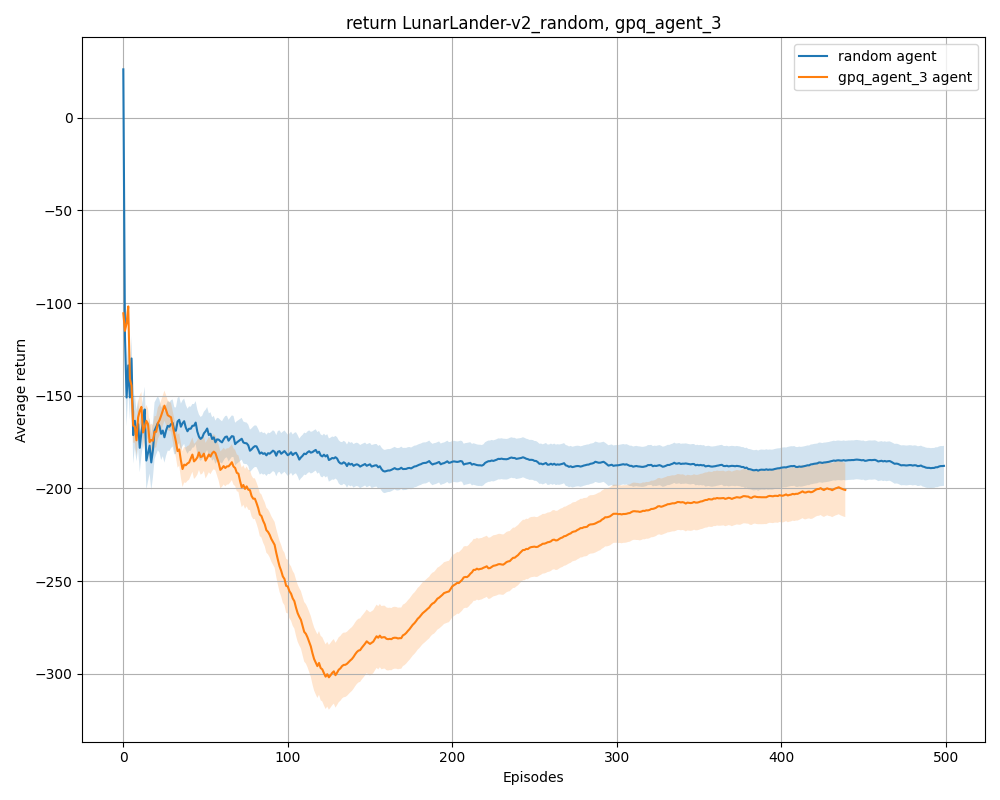 return LunarLander-v2_random, gpq_agent_3
random agent
gpq_agent_3 agent
Average return
0
−50
−100
−150
−200
−250
−300
0 100 200 300 400 500
Episodes